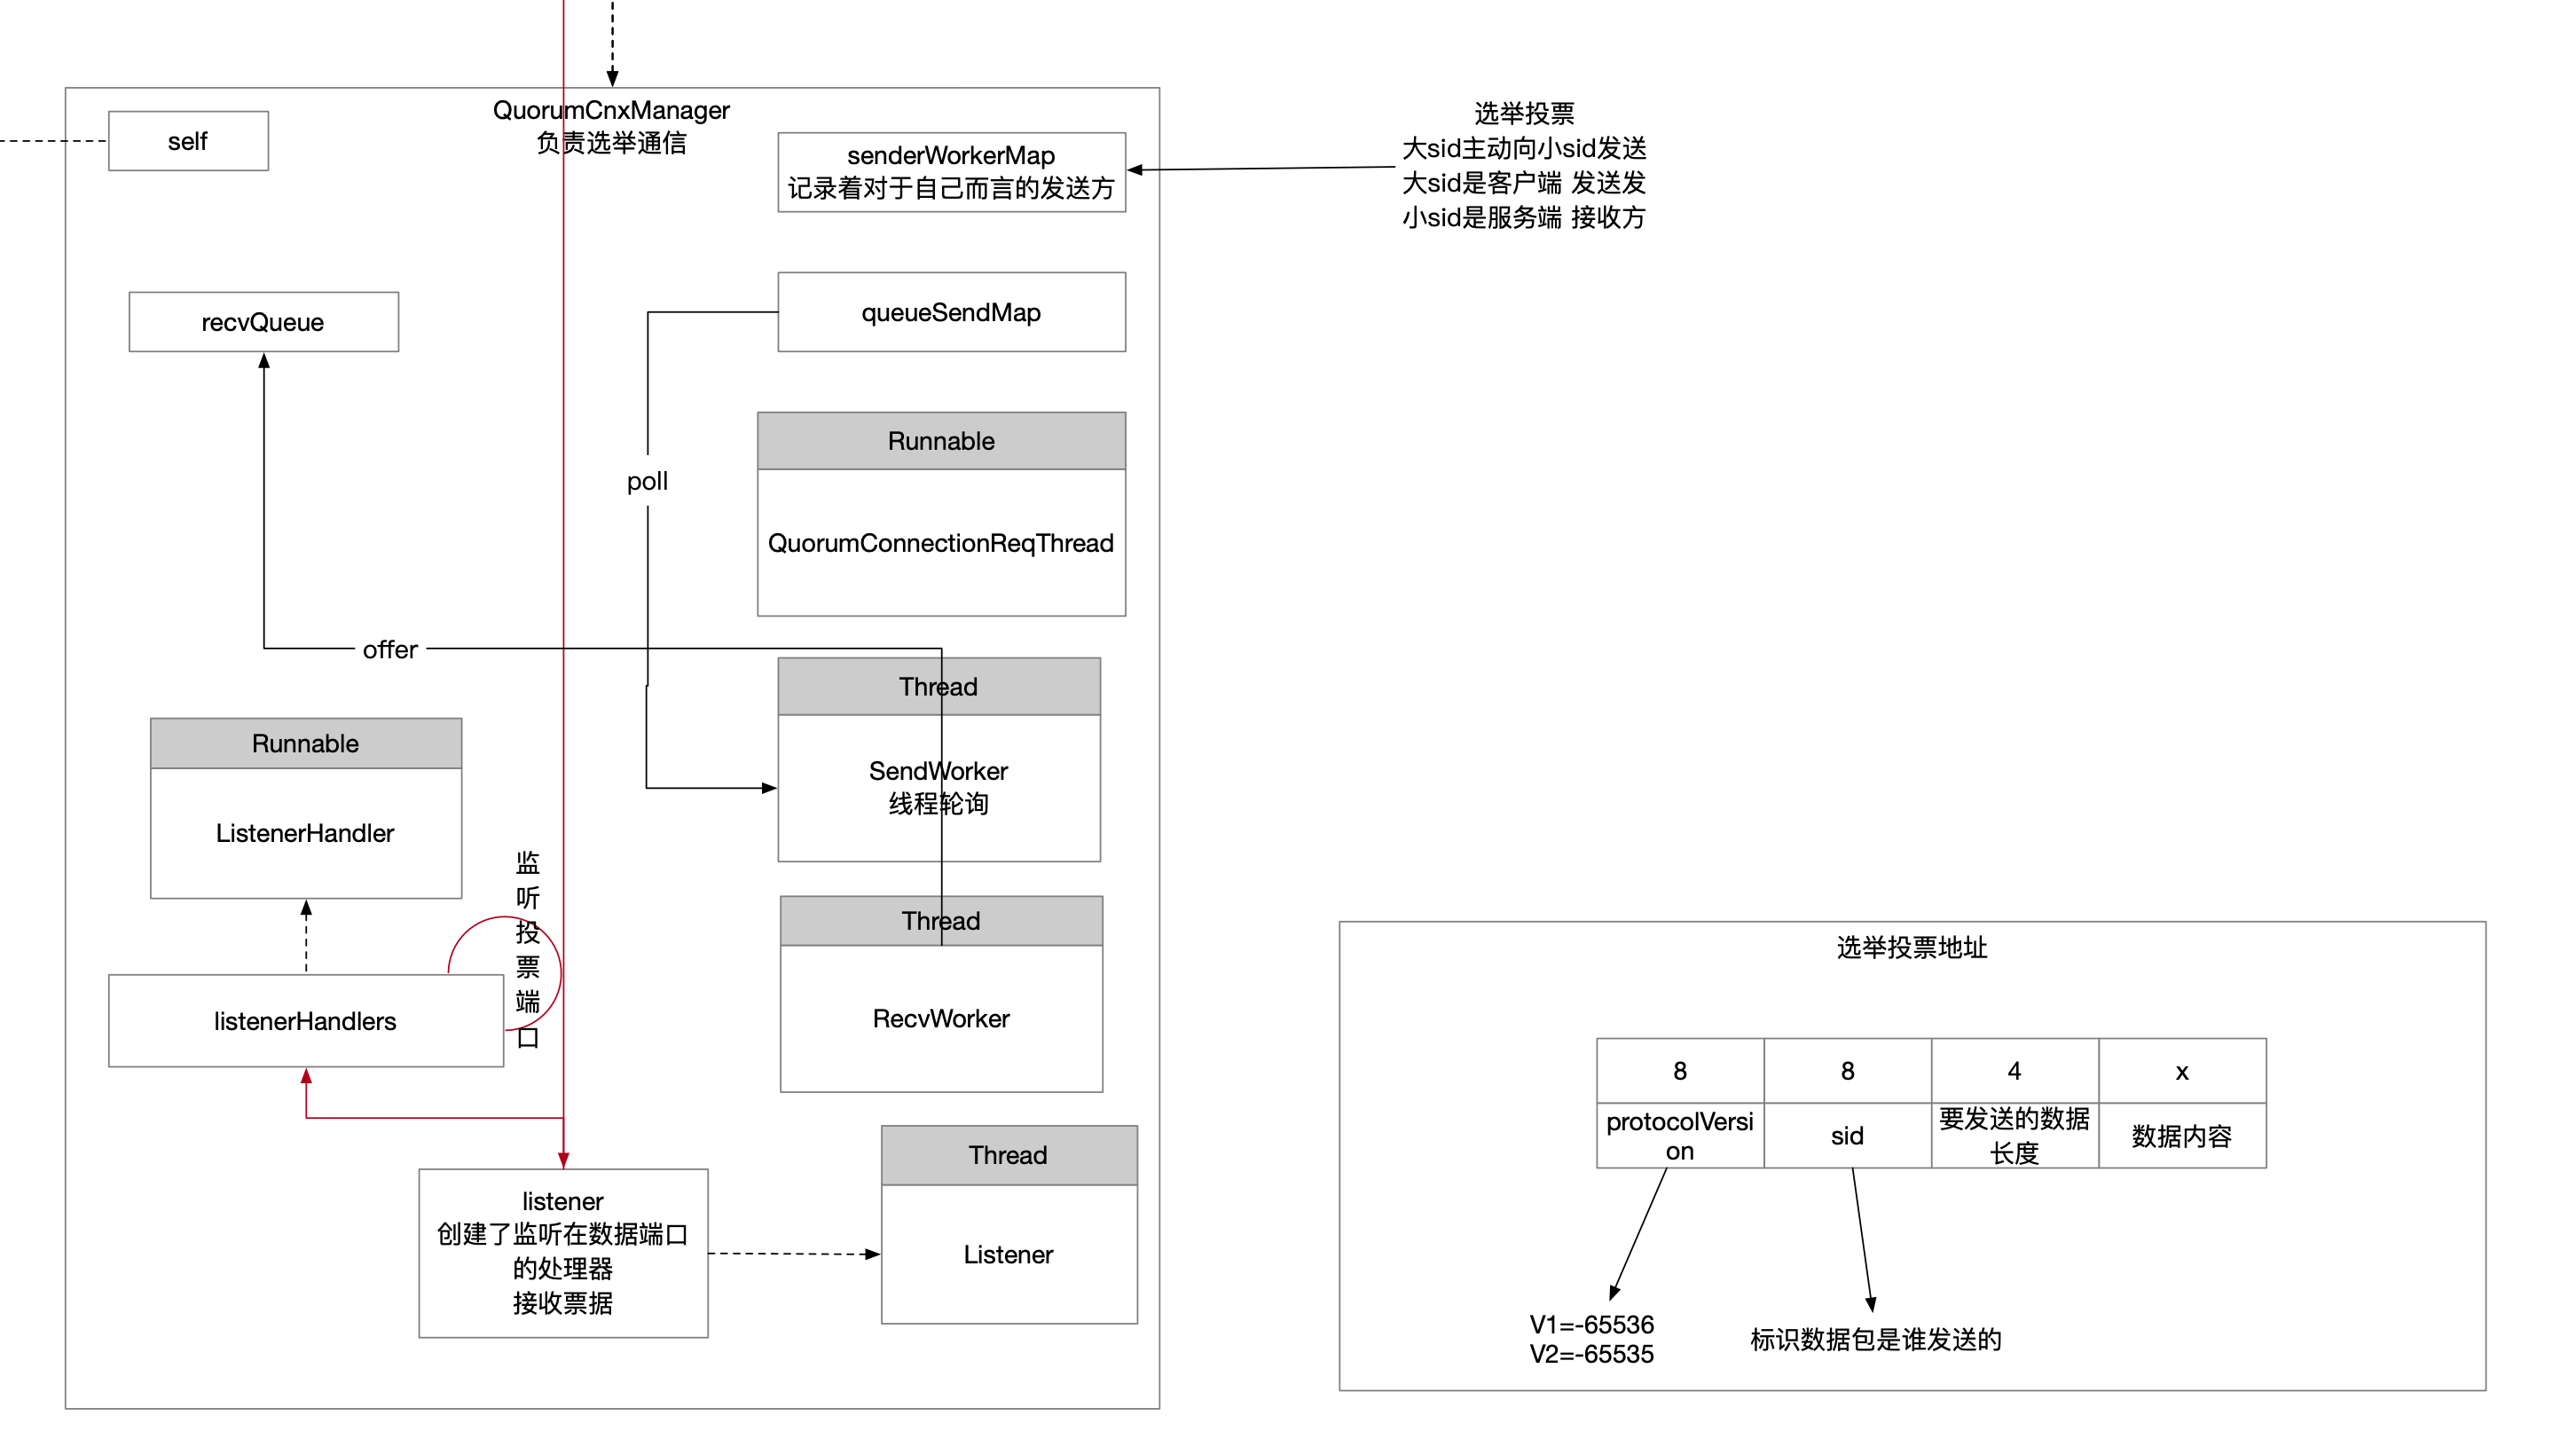 QuorumCnxManager
负责选举通信
self
senderWorkerMap
记录着对于自己而言的发送方
选举投票
大sid主动向小sid发送
大sid是客户端 发送发
小sid是服务端 接收方
recvQueue
queueSendMap
Runnable
QuorumConnectionReqThread
poll
offer
Thread
SendWorker
线程轮询
Runnable
ListenerHandler
监
听
投
票
端
口
listenerHandlers
Thread
RecvWorker
listener
创建了监听在数据端口
的处理器
接收票据
Thread
Listener
选举投票地址
8
8
4
x
protocolVersi
on
sid
要发送的数据
长度
数据内容
V1=-65536
V2=-65535
标识数据包是谁发送的